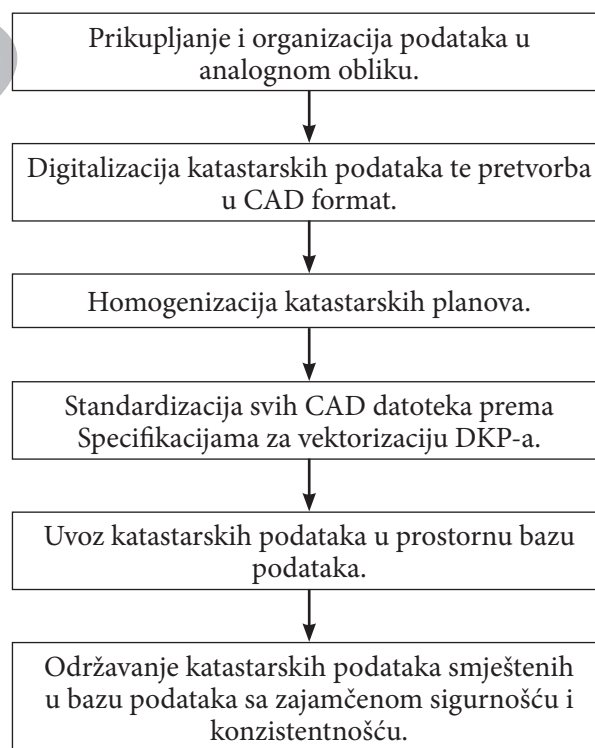 Prikupljanje i organizacija podataka u
analognom obliku.
Digitalizacija katastarskih podataka te pretvorba
u CAD format.
Homogenizacija katastarskih planova.
Standardizacija svih CAD datoteka prema
Specifikacijama za vektorizaciju DKP-a.
Uvoz katastarskih podataka u prostornu bazu
podataka.
Održavanje katastarskih podataka smještenih
u bazu podataka sa zajamčenom sigurnošću i
konzistentnošću.